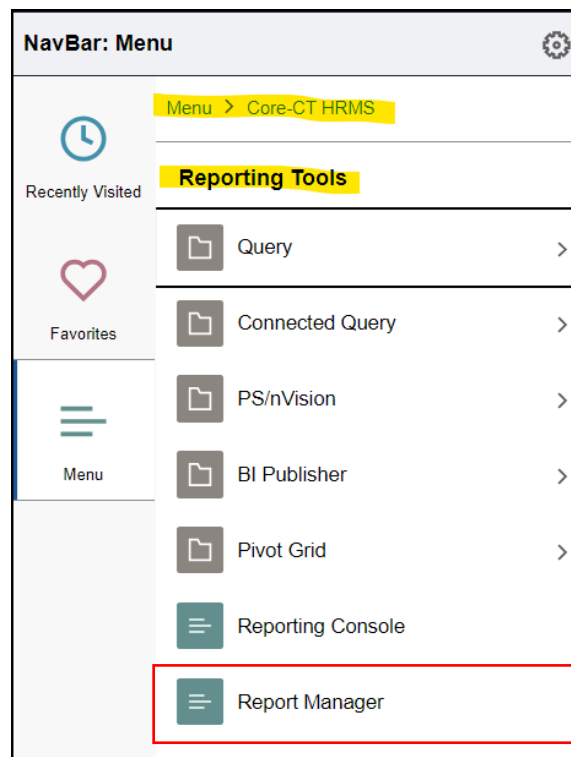 NavBar: Menu
Menu > Core-CT HRMS
Recently Visited
Reporting Tools
Query
Favorites
Connected Query
PS/nVision
Menu
BI Publisher
Pivot Grid
Reporting Console
Report Manager